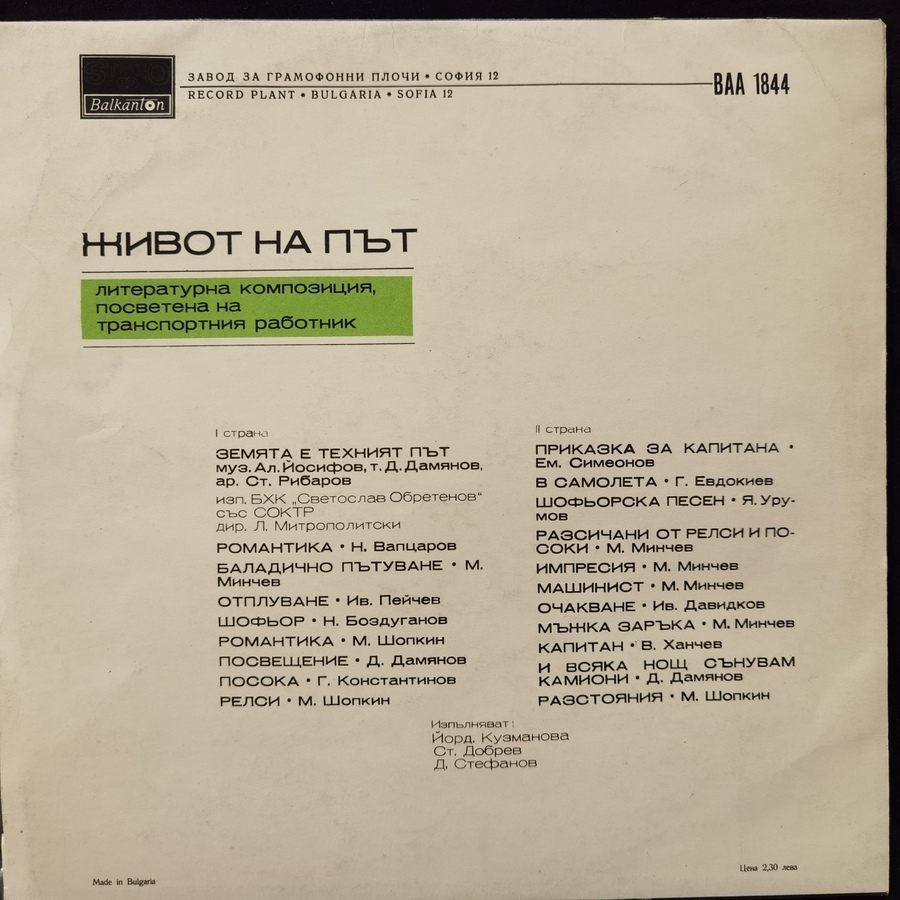 Balkanton
ЗАВОД ЗА ГРАМОФОННИ ПЛОЧИ • СОФИЯ 12
RECORD PLANT • BULGARIA • SOFIA 12
ВАА 1844
ЖИВОТ НА ПЪТ
литературна композиция,
посветена на
транспортния работник
I страна
ЗЕМЯТА Е ТЕХНИЯТ ПЪТ
муз. Ал. Йосифов, т. Д. Дамянов,
ар. Ст. Рибаров
изп. БХК „Светослав Обретенов"
със СОКТР
дир. Л. Митрополитски
РОМАНТИКА • Н. Вапцаров
БАЛАДИЧНО ПЪТУВАНЕ • М.
Минчев
ОТПЛУВАНЕ • Ив. Пейчев
ШОФЬОР • Н. Боздуганов
РОМАНТИКА • М. Шопкин
ПОСВЕЩЕНИЕ • Д. Дамянов
ПОСОКА • Г. Константинов
РЕЛСИ • М. Шопкин
II страна
ПРИКАЗКА ЗА КАПИТАНА •
Ем. Симеонов
В САМОЛЕТА • Г. Евдокиев
ШОФЬОРСКА ПЕСЕН • Я. Уру-
мов
РАЗСИЧАНИ ОТ РЕЛСИ И ПО-
СОКИ • М. Минчев
ИМПРЕСИЯ • М. Минчев
МАШИНИСТ • М. Минчев
ОЧАКВАНЕ • Ив. Давидков
МЪЖКА ЗАРЪКА • М. Минчев
КАПИТАН • В. Ханчев
И ВСЯКА НОЩ СЪНУВАМ
КАМИОНИ • Д. Дамянов
РАЗСТОЯНИЯ • М. Шопкин
Изпълняват:
Йорд. Кузманова
Ст. Добрев
Д. Стефанов
Made in Bulgaria
Цена 2,30 лева